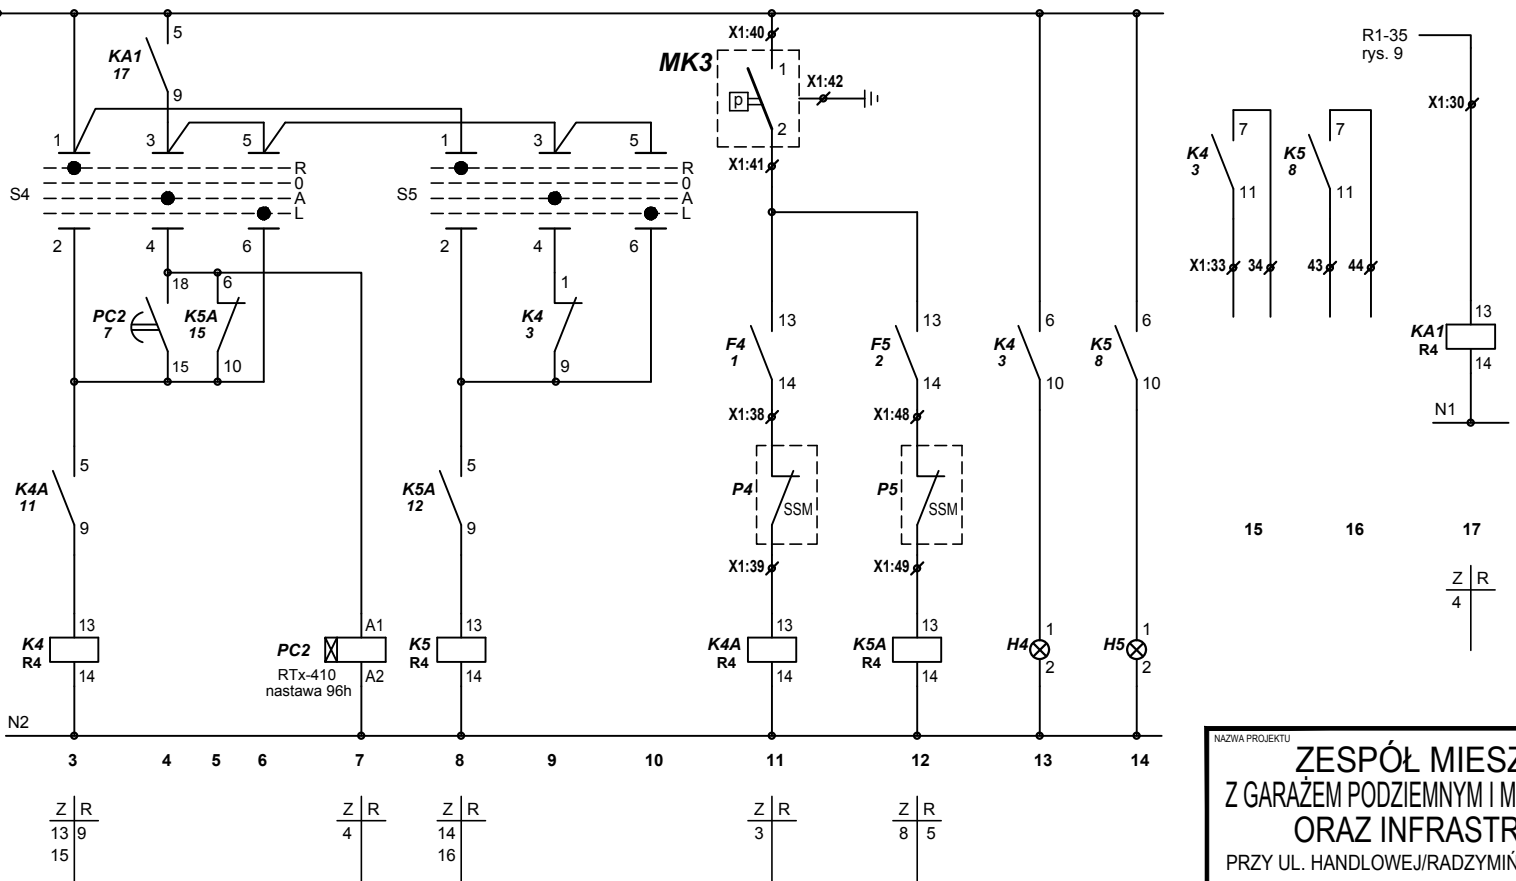 5
KA1
17
9
1
3
5
1
3
5
R
0
A
L
S4
2
4
6
R
0
A
L
S5
2
4
6
18
6
PC2
7
K5A
15
15
10
1
K4
3
9
5
K4A
11
9
5
K5A
12
9
13
K4
R4
14
A1
PC2
A2
RTx-410
nastawa 96h
13
K5
R4
14
N2
X1:40
MK3
1
p
2
X1:42
X1:41
13
F4
1
14
X1:38
P4
SSM
X1:39
13
K4A
R4
14
13
F5
2
14
X1:48
P5
SSM
X1:49
13
K5A
R4
14
6
K4
3
10
H4
1
2
6
K5
8
10
H5
1
2
7
K4
3
11
X1:33
34
7
K5
8
11
43
44
R1-35
rys. 9
X1:30
13
KA1
R4
14
N1
15 16 17
Z R
4
3 4 5 6 7 8 9 10 11 12 13 14
Z R
13 9
15
Z R
4
Z R
14
16
Z R
3
Z R
8 5
NAZWA PROJEKTU
ZESPÓŁ MIESZ
Z GARAŻEM PODZIEMNYM I M
ORAZ INFRASTR
PRZY UL. HANDLOWEJ/RADZYMIŃ